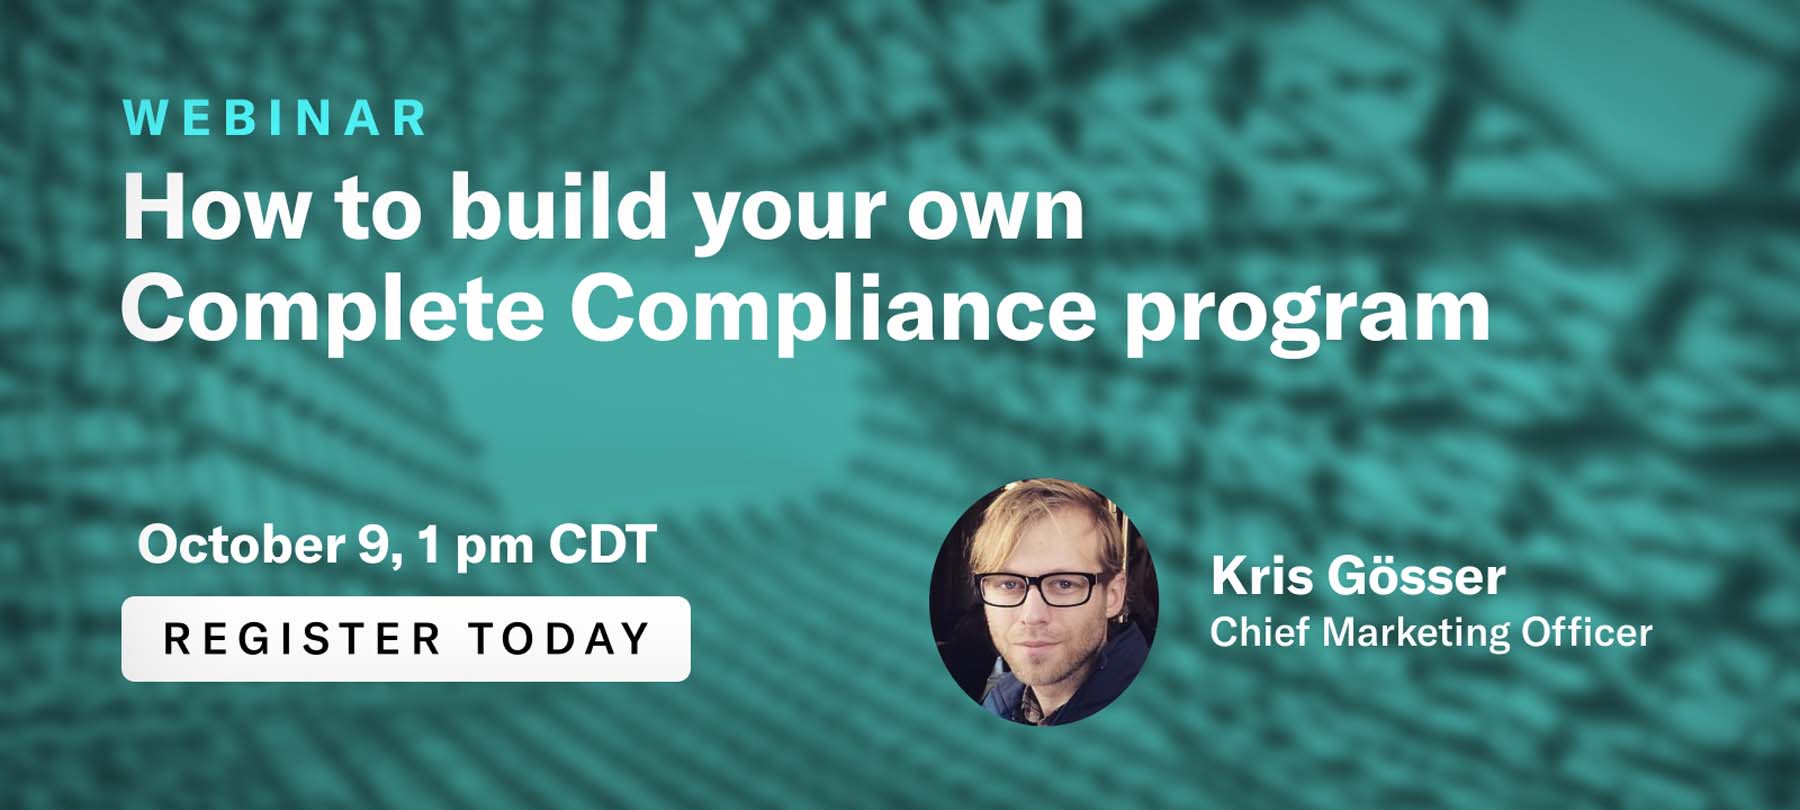 WEBINAR
How to build your own
Complete Compliance program
October 9, 1 pm CDT
REGISTER TODAY
Kris Gösser
Chief Marketing Officer